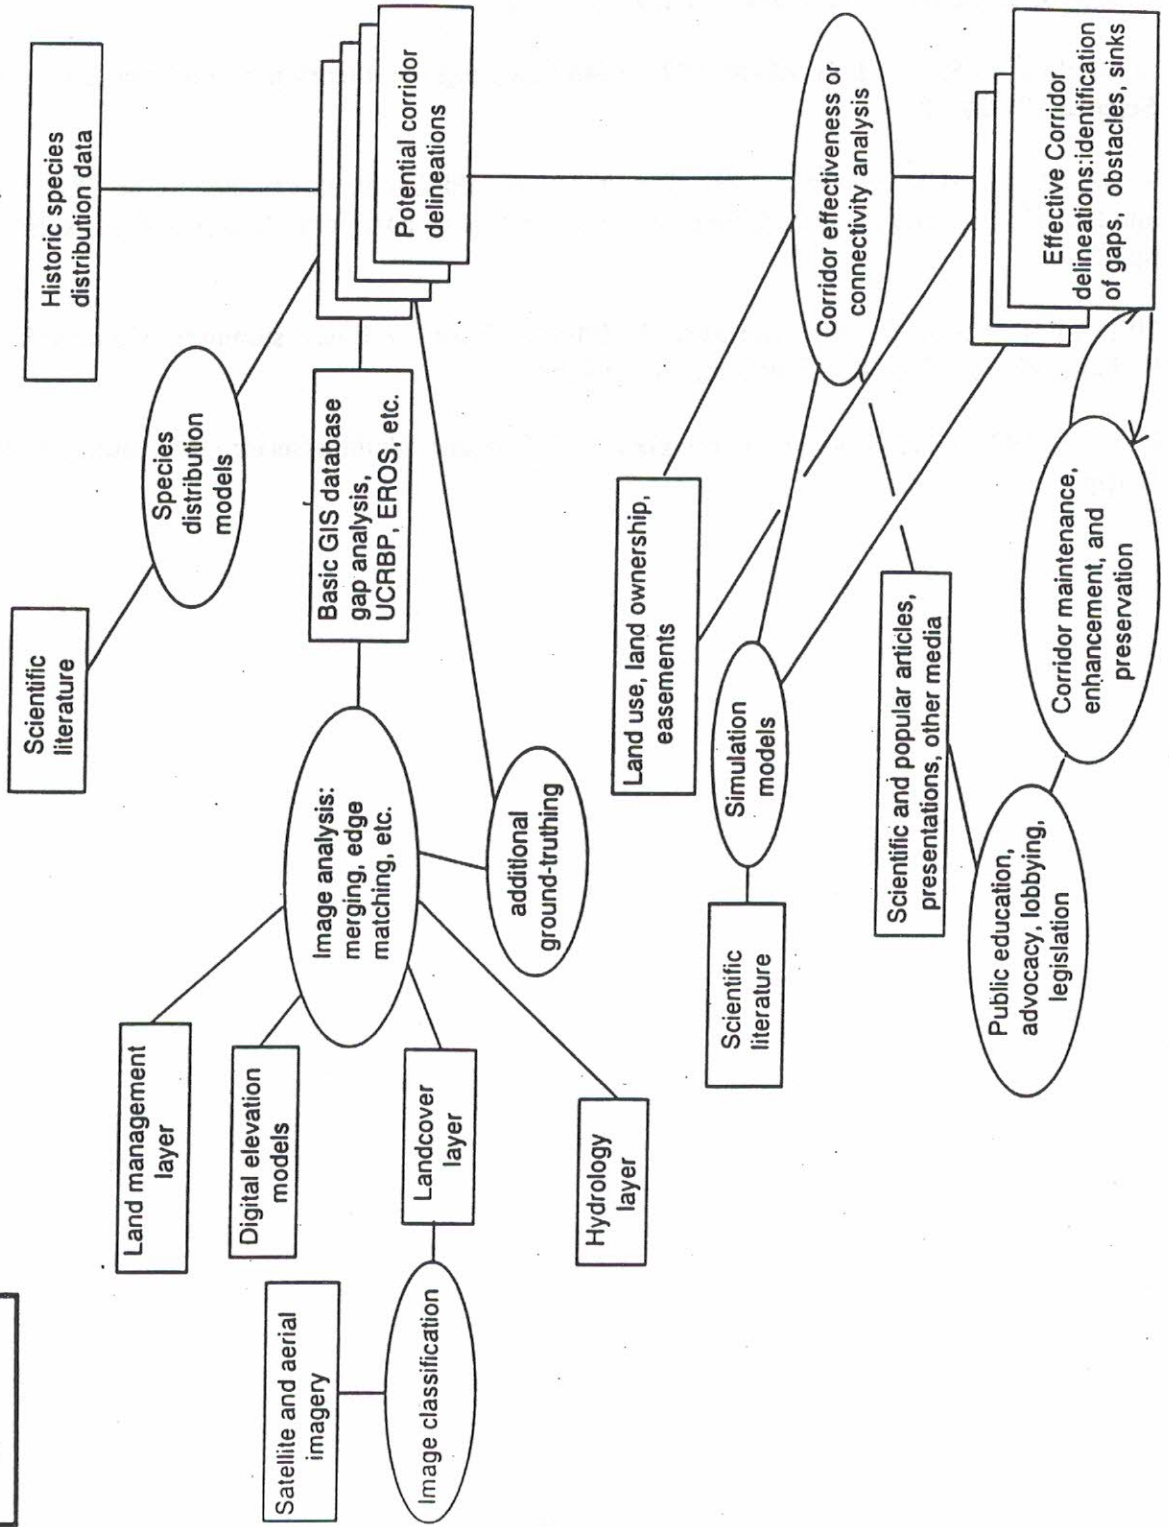 Satellite and aerial
imagery
Image classification
Land management
layer
Digital elevation
models
Landcover
layer
Hydrology
layer
Image analysis:
merging, edge
matching, etc.
additional
ground-truthing
Scientific
literature
Species
distribution
models
Basic GIS database
gap analysis,
UCRBP, EROS, etc.
Historic species
distribution data
Potential corridor
delineations
Scientific
literature
Simulation
models
Land use, land ownership,
easements
Corridor effectiveness or
connectivity analysis
Public education,
advocacy, lobbying,
legislation
Scientific and popular articles,
presentations, other media
Corridor maintenance,
enhancement, and
preservation
Effective Corridor
delineations:identification
of gaps, obstacles, sinks